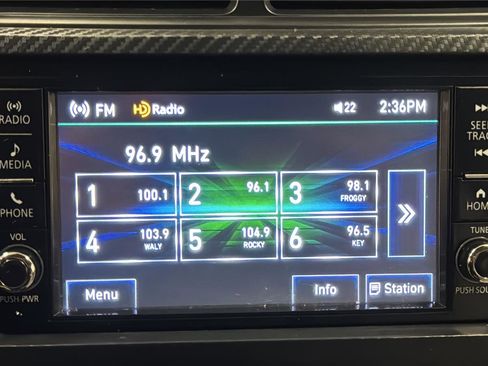 FM HD Radio 22 2:36PM
RADIO
SEEK
TRACK
96.9 MHz
MEDIA
1 100.1 2 96.1 3 98.1
FROGGY
PHONE
HOME
4 103.9 5 104.9 6 96.5
WALY ROCKY KEY
VOL
TUNE
Menu Info Station
PUSH PWR
PUSH